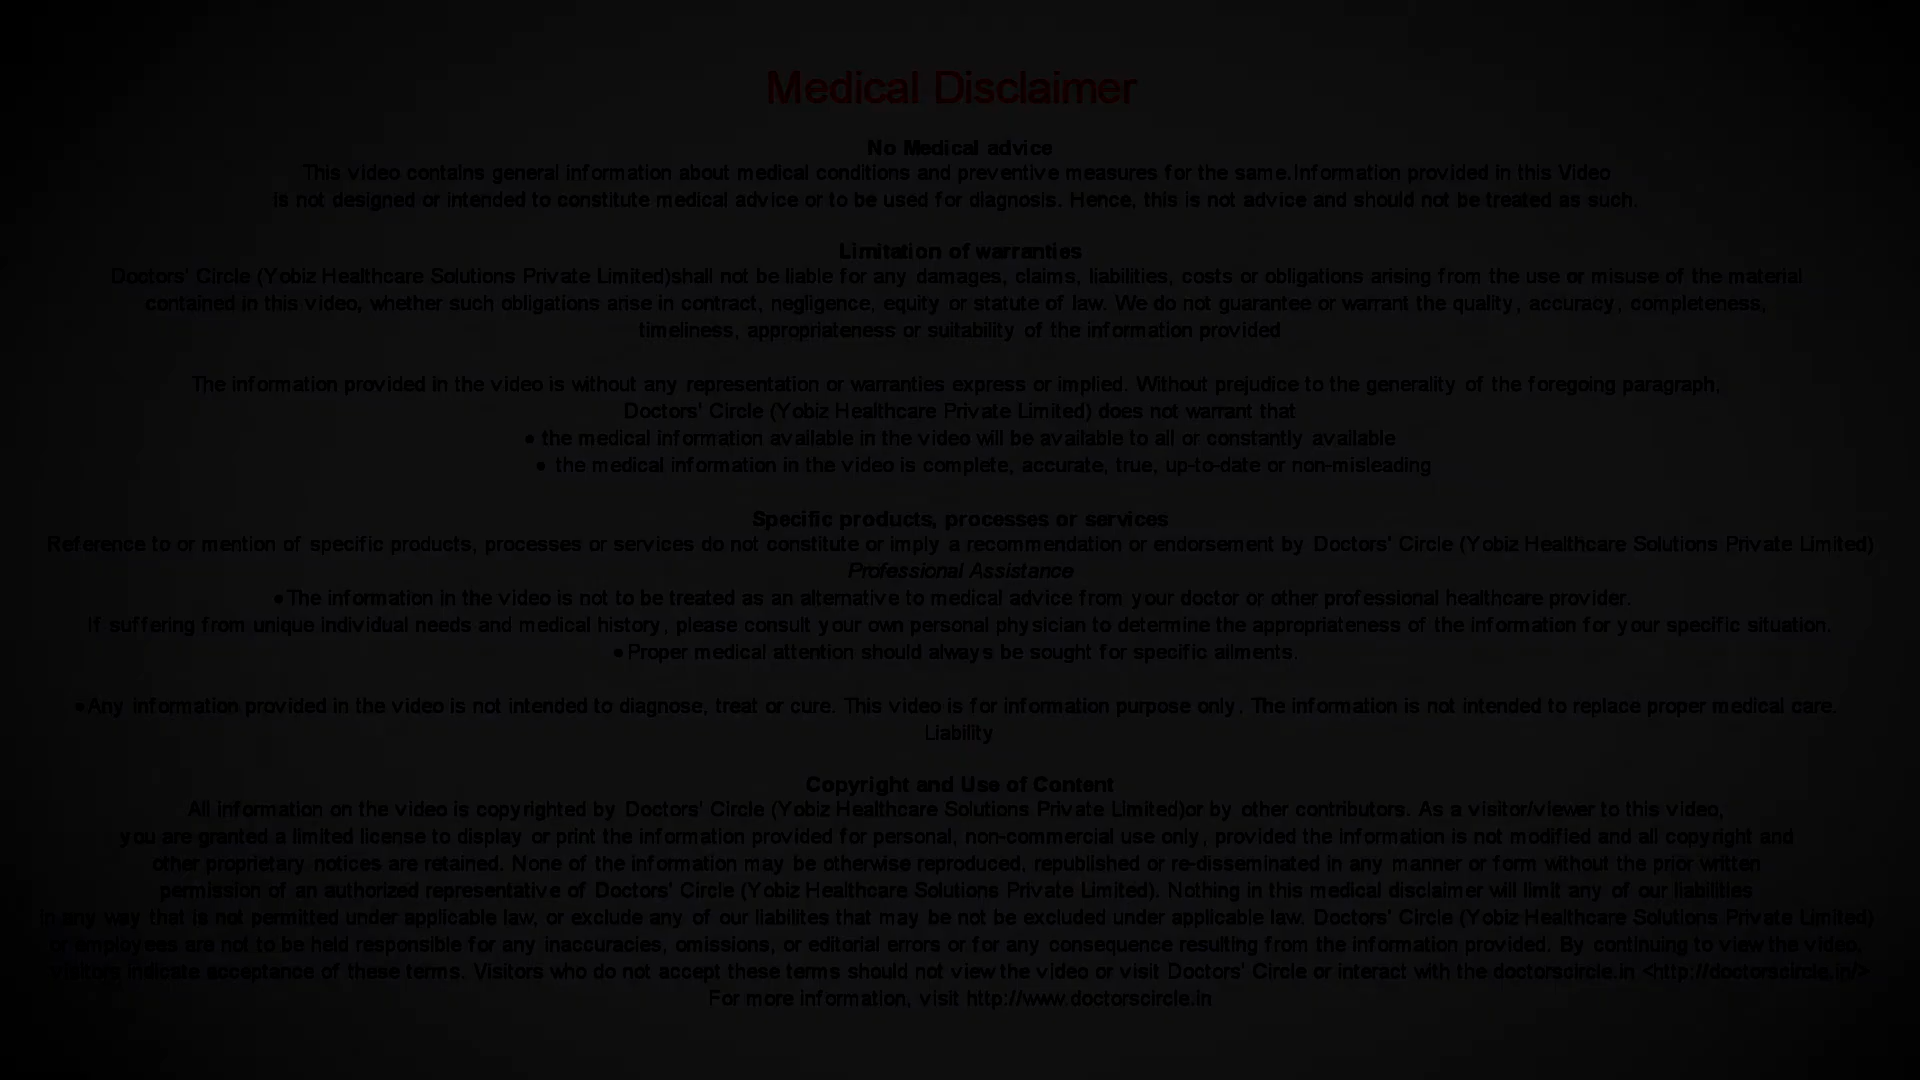 Medical Disclaimer
No Medical advice
This video contains general information about medical conditions and preventive measures for the same.Information provided in this Video
is not designed or intended to constitute medical advice or to be used for diagnosis. Hence, this is not advice and should not be treated as such.
Limitation of warranties
Doctors' Circle (Yobiz Healthcare Solutions Private Limited)shall not be liable for any damages, claims, liabilities, costs or obligations arising from the use or misuse of the material
contained in this video, whether such obligations arise in contract, negligence, equity or statute of law. We do not guarantee or warrant the quality, accuracy, completeness,
timeliness, appropriateness or suitability of the information provided
The information provided in the video is without any representation or warranties express or implied. Without prejudice to the generality of the foregoing paragraph,
Doctors' Circle (Yobiz Healthcare Private Limited) does not warrant that
• the medical information available in the video will be available to all or constantly available
• the medical information in the video is complete, accurate, true, up-to-date or non-misleading
Specific products, processes or services
Reference to or mention of specific products, processes or services do not constitute or imply a recommendation or endorsement by Doctors' Circle (Yobiz Healthcare Solutions Private Limited)
Professional Assistance
•The information in the video is not to be treated as an alternative to medical advice from your doctor or other professional healthcare provider.
If suffering from unique individual needs and medical history, please consult your own personal physician to determine the appropriateness of the information for your specific situation.
•Proper medical attention should always be sought for specific ailments.
•Any information provided in the video is not intended to diagnose, treat or cure. This video is for information purpose only. The information is not intended to replace proper medical care.
Liability
Copyright and Use of Content
All information on the video is copyrighted by Doctors' Circle (Yobiz Healthcare Solutions Private Limited)or by other contributors. As a visitor/viewer to this video,
you are granted a limited license to display or print the information provided for personal, non-commercial use only, provided the information is not modified and all copyright and
other proprietary notices are retained. None of the information may be otherwise reproduced, republished or re-disseminated in any manner or form without the prior written
permission of an authorized representative of Doctors' Circle (Yobiz Healthcare Solutions Private Limited). Nothing in this medical disclaimer will limit any of our liabilities
in any way that is not permitted under applicable law, or exclude any of our liabilites that may be not be excluded under applicable law. Doctors' Circle (Yobiz Healthcare Solutions Private Limited)
or employees are not to be held responsible for any inaccuracies, omissions, or editorial errors or for any consequence resulting from the information provided. By continuing to view the video,
visitors indicate acceptance of these terms. Visitors who do not accept these terms should not view the video or visit Doctors' Circle or interact with the doctorscircle.in <http://doctorscircle.in/>
For more information, visit http://www.doctorscircle.in